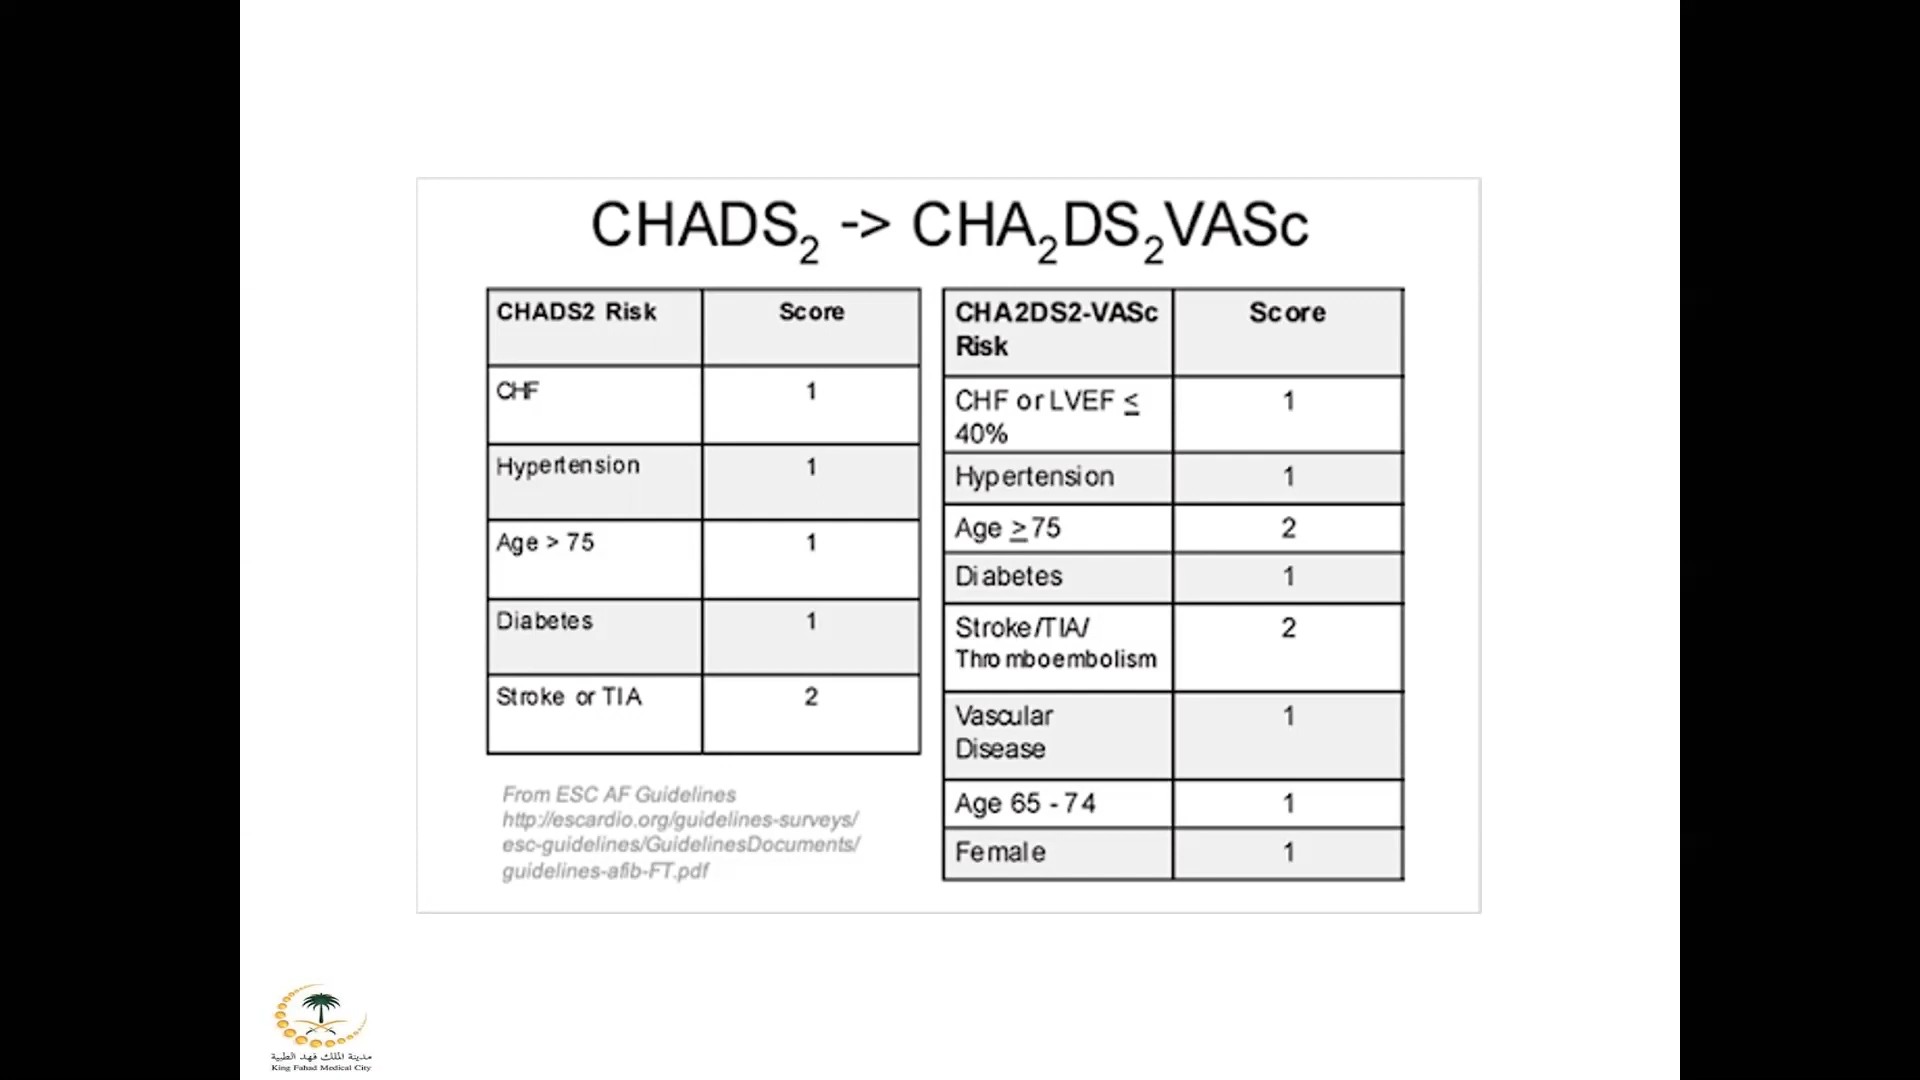 CHADS2 -> CHA2DS2VASc
CHADS2 Risk Score
CHF 1
Hypertension 1
Age > 75 1
Diabetes 1
Stroke or TIA 2
From ESC AF Guidelines
http://escardio.org/guidelines-surveys/
esc-guidelines/GuidelinesDocuments/
guidelines-afib-FT.pdf
CHA2DS2-VASc Score
Risk
CHF or LVEF ≤ 1
40%
Hypertension 1
Age ≥ 75 2
Diabetes 1
Stroke/TIA/ 2
Thromboembolism
Vascular 1
Disease
Age 65 - 74 1
Female 1
مدينة الملك فهد الطبية
King Fahad Medical City